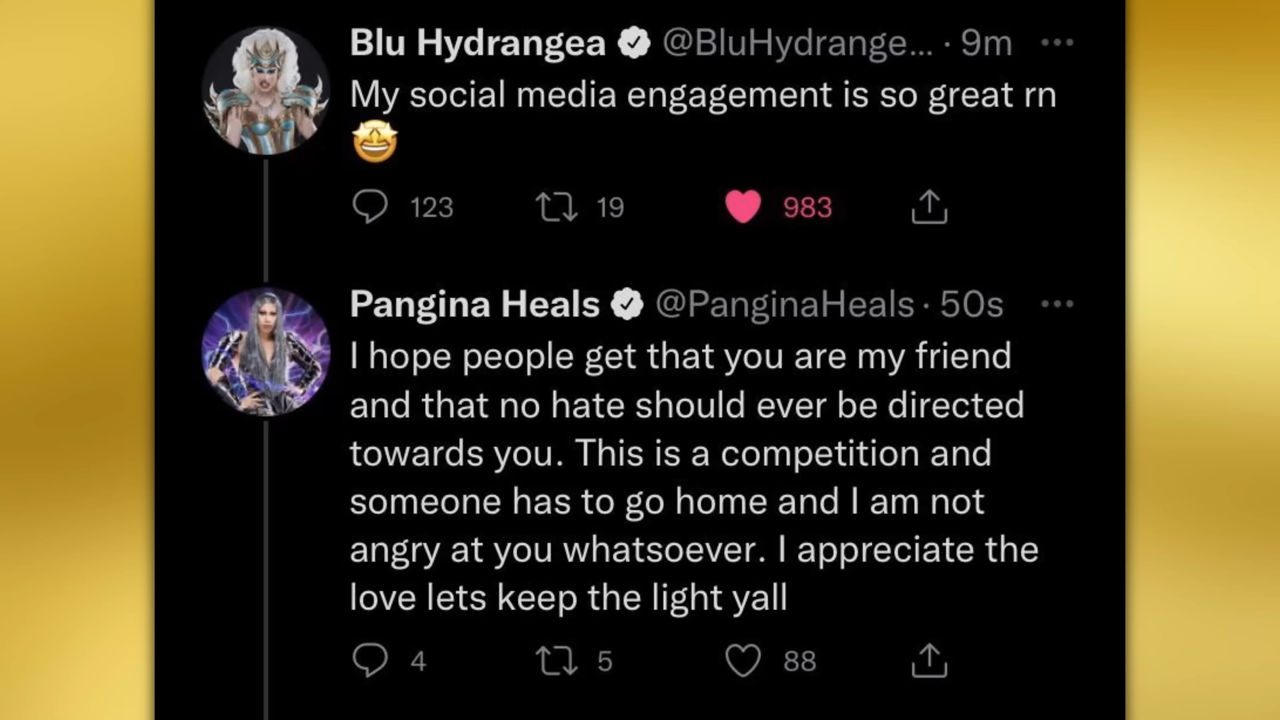 Blu Hydrangea @BluHydrange... · 9m
My social media engagement is so great rn
🤩
123 19 983
Pangina Heals @PanginaHeals · 50s
I hope people get that you are my friend
and that no hate should ever be directed
towards you. This is a competition and
someone has to go home and I am not
angry at you whatsoever. I appreciate the
love lets keep the light yall
4 5 88